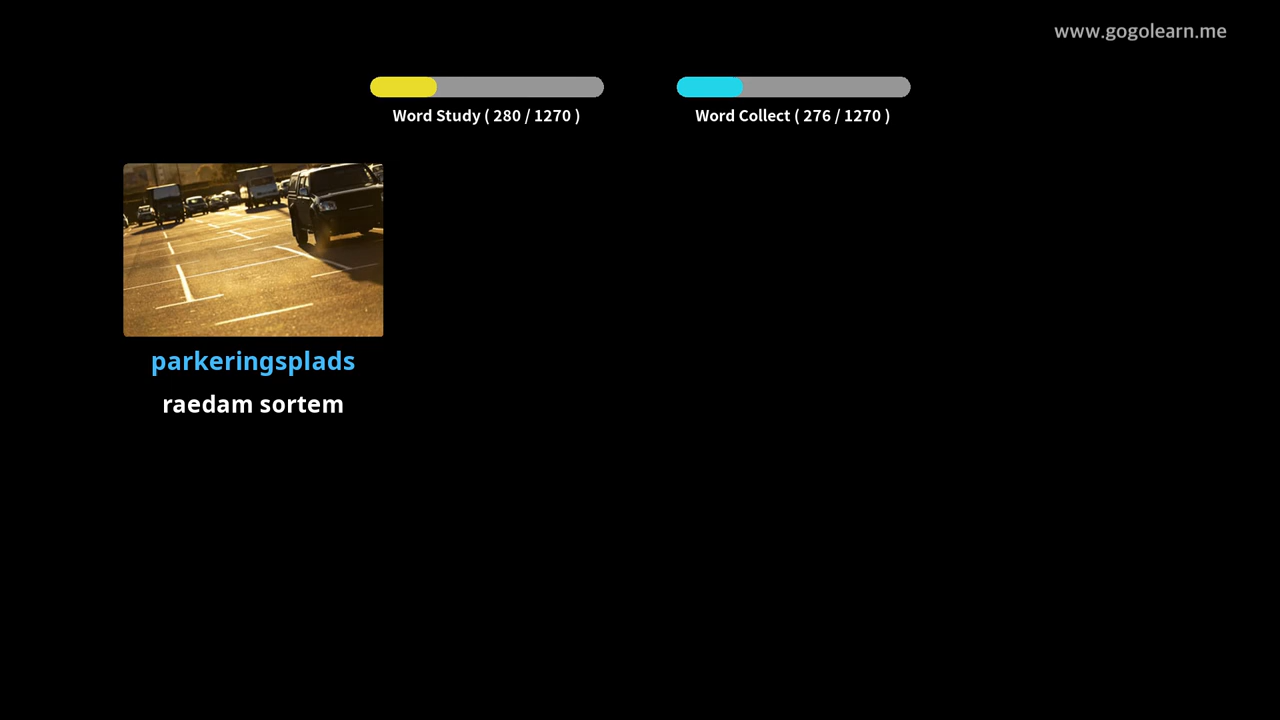 www.gogolearn.me
Word Study ( 280 / 1270 )
Word Collect ( 276 / 1270 )
parkeringsplads
raedam sortem